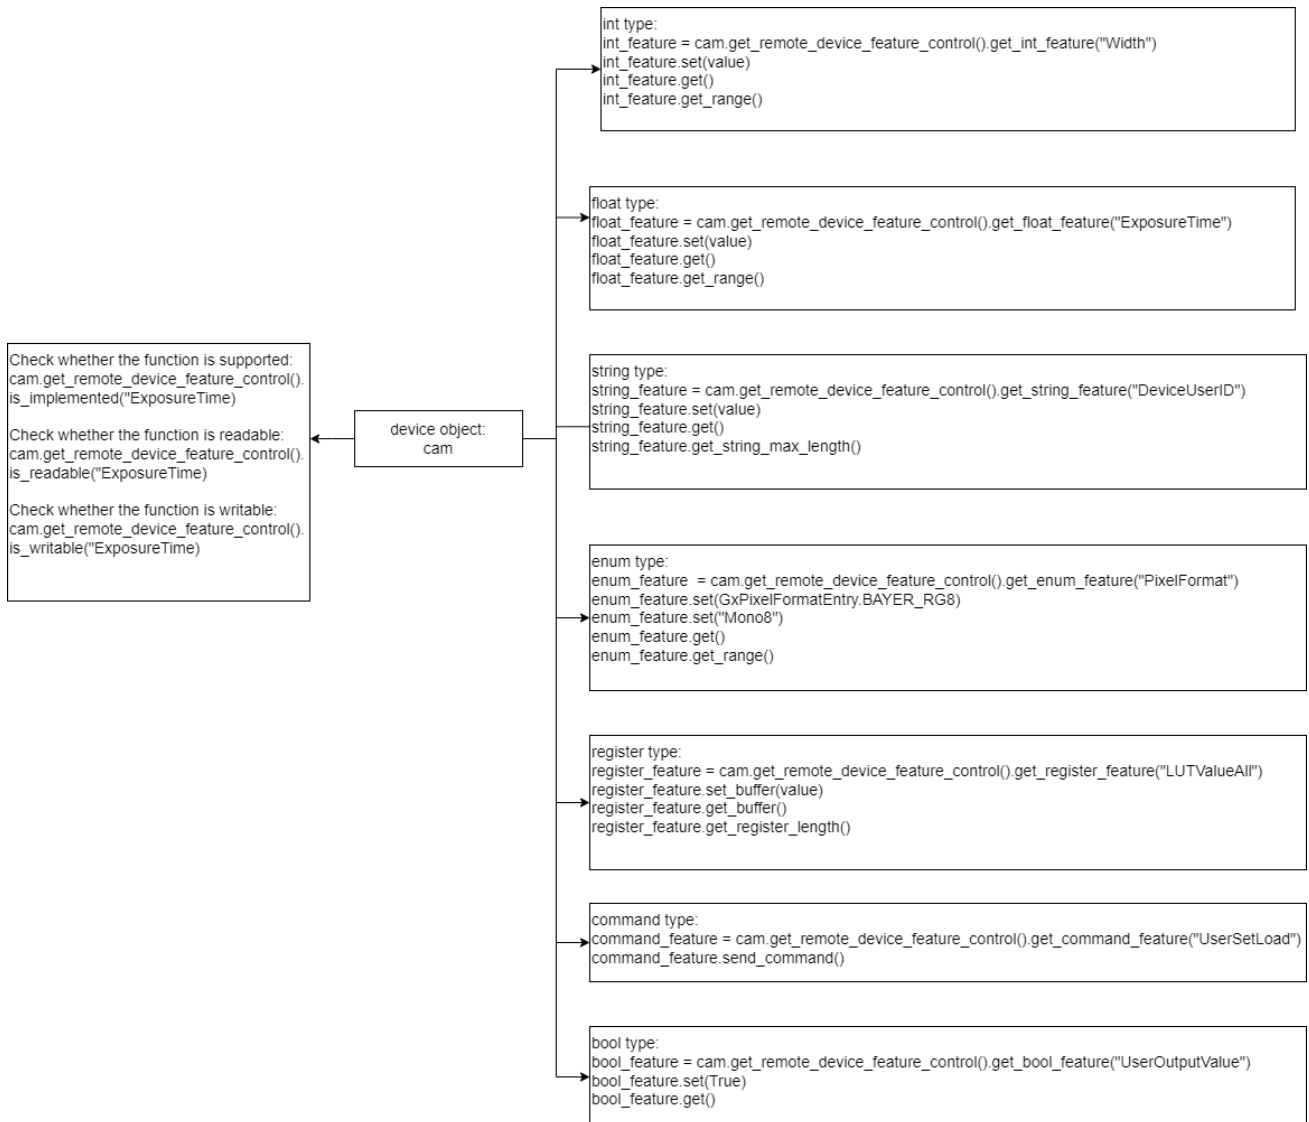 Check whether the function is supported:
cam.get_remote_device_feature_control().
is_implemented("ExposureTime)
Check whether the function is readable:
cam.get_remote_device_feature_control().
is_readable("ExposureTime)
Check whether the function is writable:
cam.get_remote_device_feature_control().
is_writable("ExposureTime)
device object:
cam
int type:
int_feature = cam.get_remote_device_feature_control().get_int_feature("Width")
int_feature.set(value)
int_feature.get()
int_feature.get_range()
float type:
float_feature = cam.get_remote_device_feature_control().get_float_feature("ExposureTime")
float_feature.set(value)
float_feature.get()
float_feature.get_range()
string type:
string_feature = cam.get_remote_device_feature_control().get_string_feature("DeviceUserID")
string_feature.set(value)
string_feature.get()
string_feature.get_string_max_length()
enum type:
enum_feature  = cam.get_remote_device_feature_control().get_enum_feature("PixelFormat")
enum_feature.set(GxPixelFormatEntry.BAYER_RG8)
enum_feature.set("Mono8")
enum_feature.get()
enum_feature.get_range()
register type:
register_feature = cam.get_remote_device_feature_control().get_register_feature("LUTValueAll")
register_feature.set_buffer(value)
register_feature.get_buffer()
register_feature.get_register_length()
command type:
command_feature = cam.get_remote_device_feature_control().get_command_feature("UserSetLoad")
command_feature.send_command()
bool type:
bool_feature = cam.get_remote_device_feature_control().get_bool_feature("UserOutputValue")
bool_feature.set(True)
bool_feature.get()